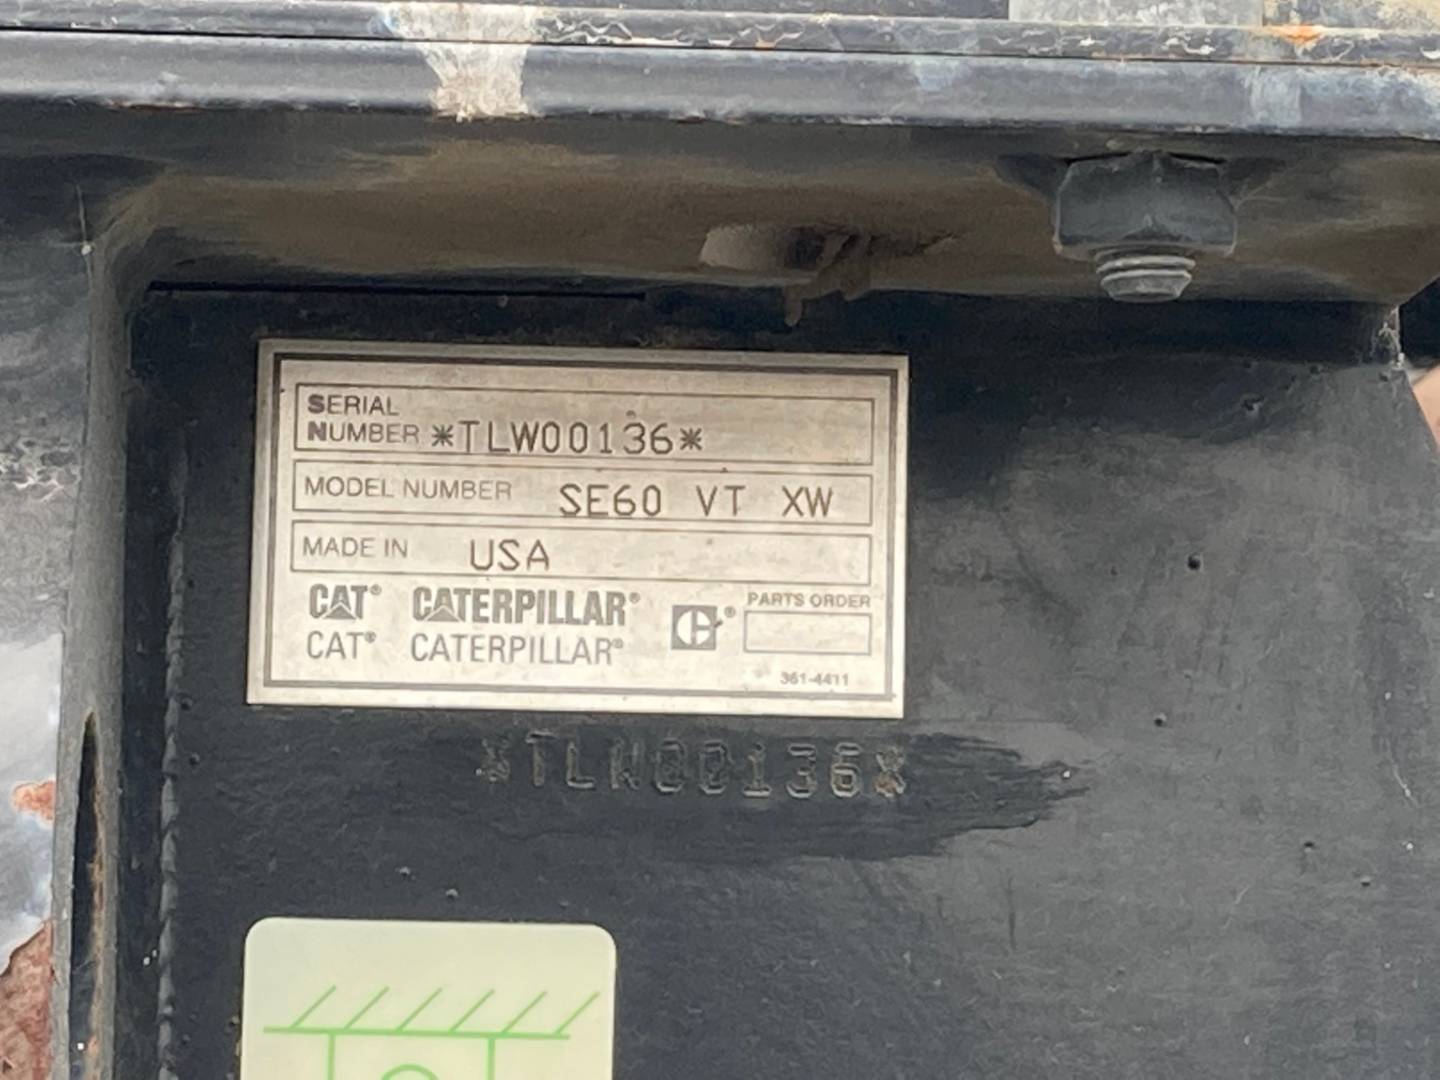 SERIAL
NUMBER *TLW00136*
MODEL NUMBER SE60 VT XW
MADE IN USA
CAT® CATERPILLAR®
CAT® CATERPILLAR®
C®
PARTS ORDER
361-4411
*TLW00136*